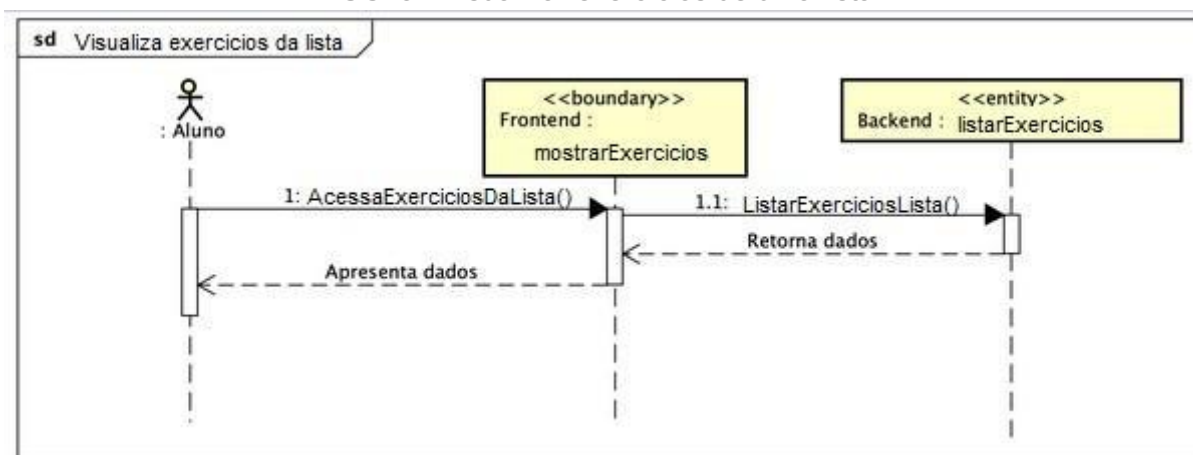 sd Visualiza exercicios da lista
: Aluno
<<boundary>>
Frontend :
mostrarExercicios
<<entity>>
Backend : listarExercicios
1: AcessaExerciciosDaLista()
1.1: ListarExerciciosLista()
Retorna dados
Apresenta dados